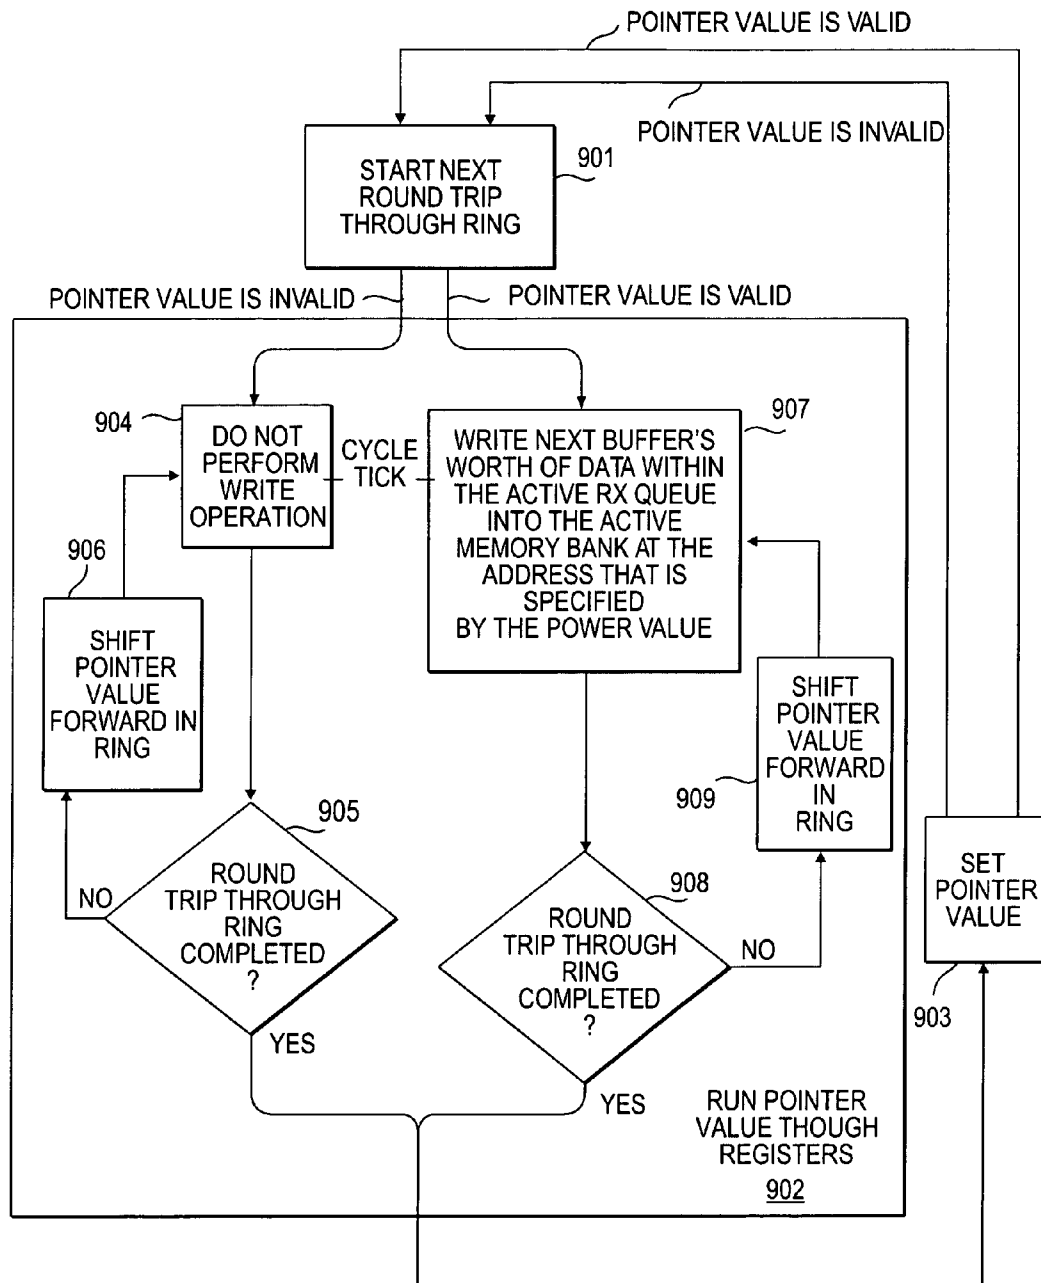 POINTER VALUE IS VALID
POINTER VALUE IS INVALID
901
START NEXT
ROUND TRIP
THROUGH RING
POINTER VALUE IS INVALID
POINTER VALUE IS VALID
904
DO NOT
PERFORM
WRITE
OPERATION
CYCLE
TICK
907
WRITE NEXT BUFFER'S
WORTH OF DATA WITHIN
THE ACTIVE RX QUEUE
INTO THE ACTIVE
MEMORY BANK AT THE
ADDRESS THAT IS
SPECIFIED
BY THE POWER VALUE
906
SHIFT
POINTER
VALUE
FORWARD IN
RING
909
SHIFT
POINTER
VALUE
FORWARD
IN
RING
905
ROUND
TRIP THROUGH
RING
COMPLETED
?
NO
YES
908
ROUND
TRIP THROUGH
RING
COMPLETED
?
NO
YES
SET
POINTER
VALUE
903
RUN POINTER
VALUE THOUGH
REGISTERS
902